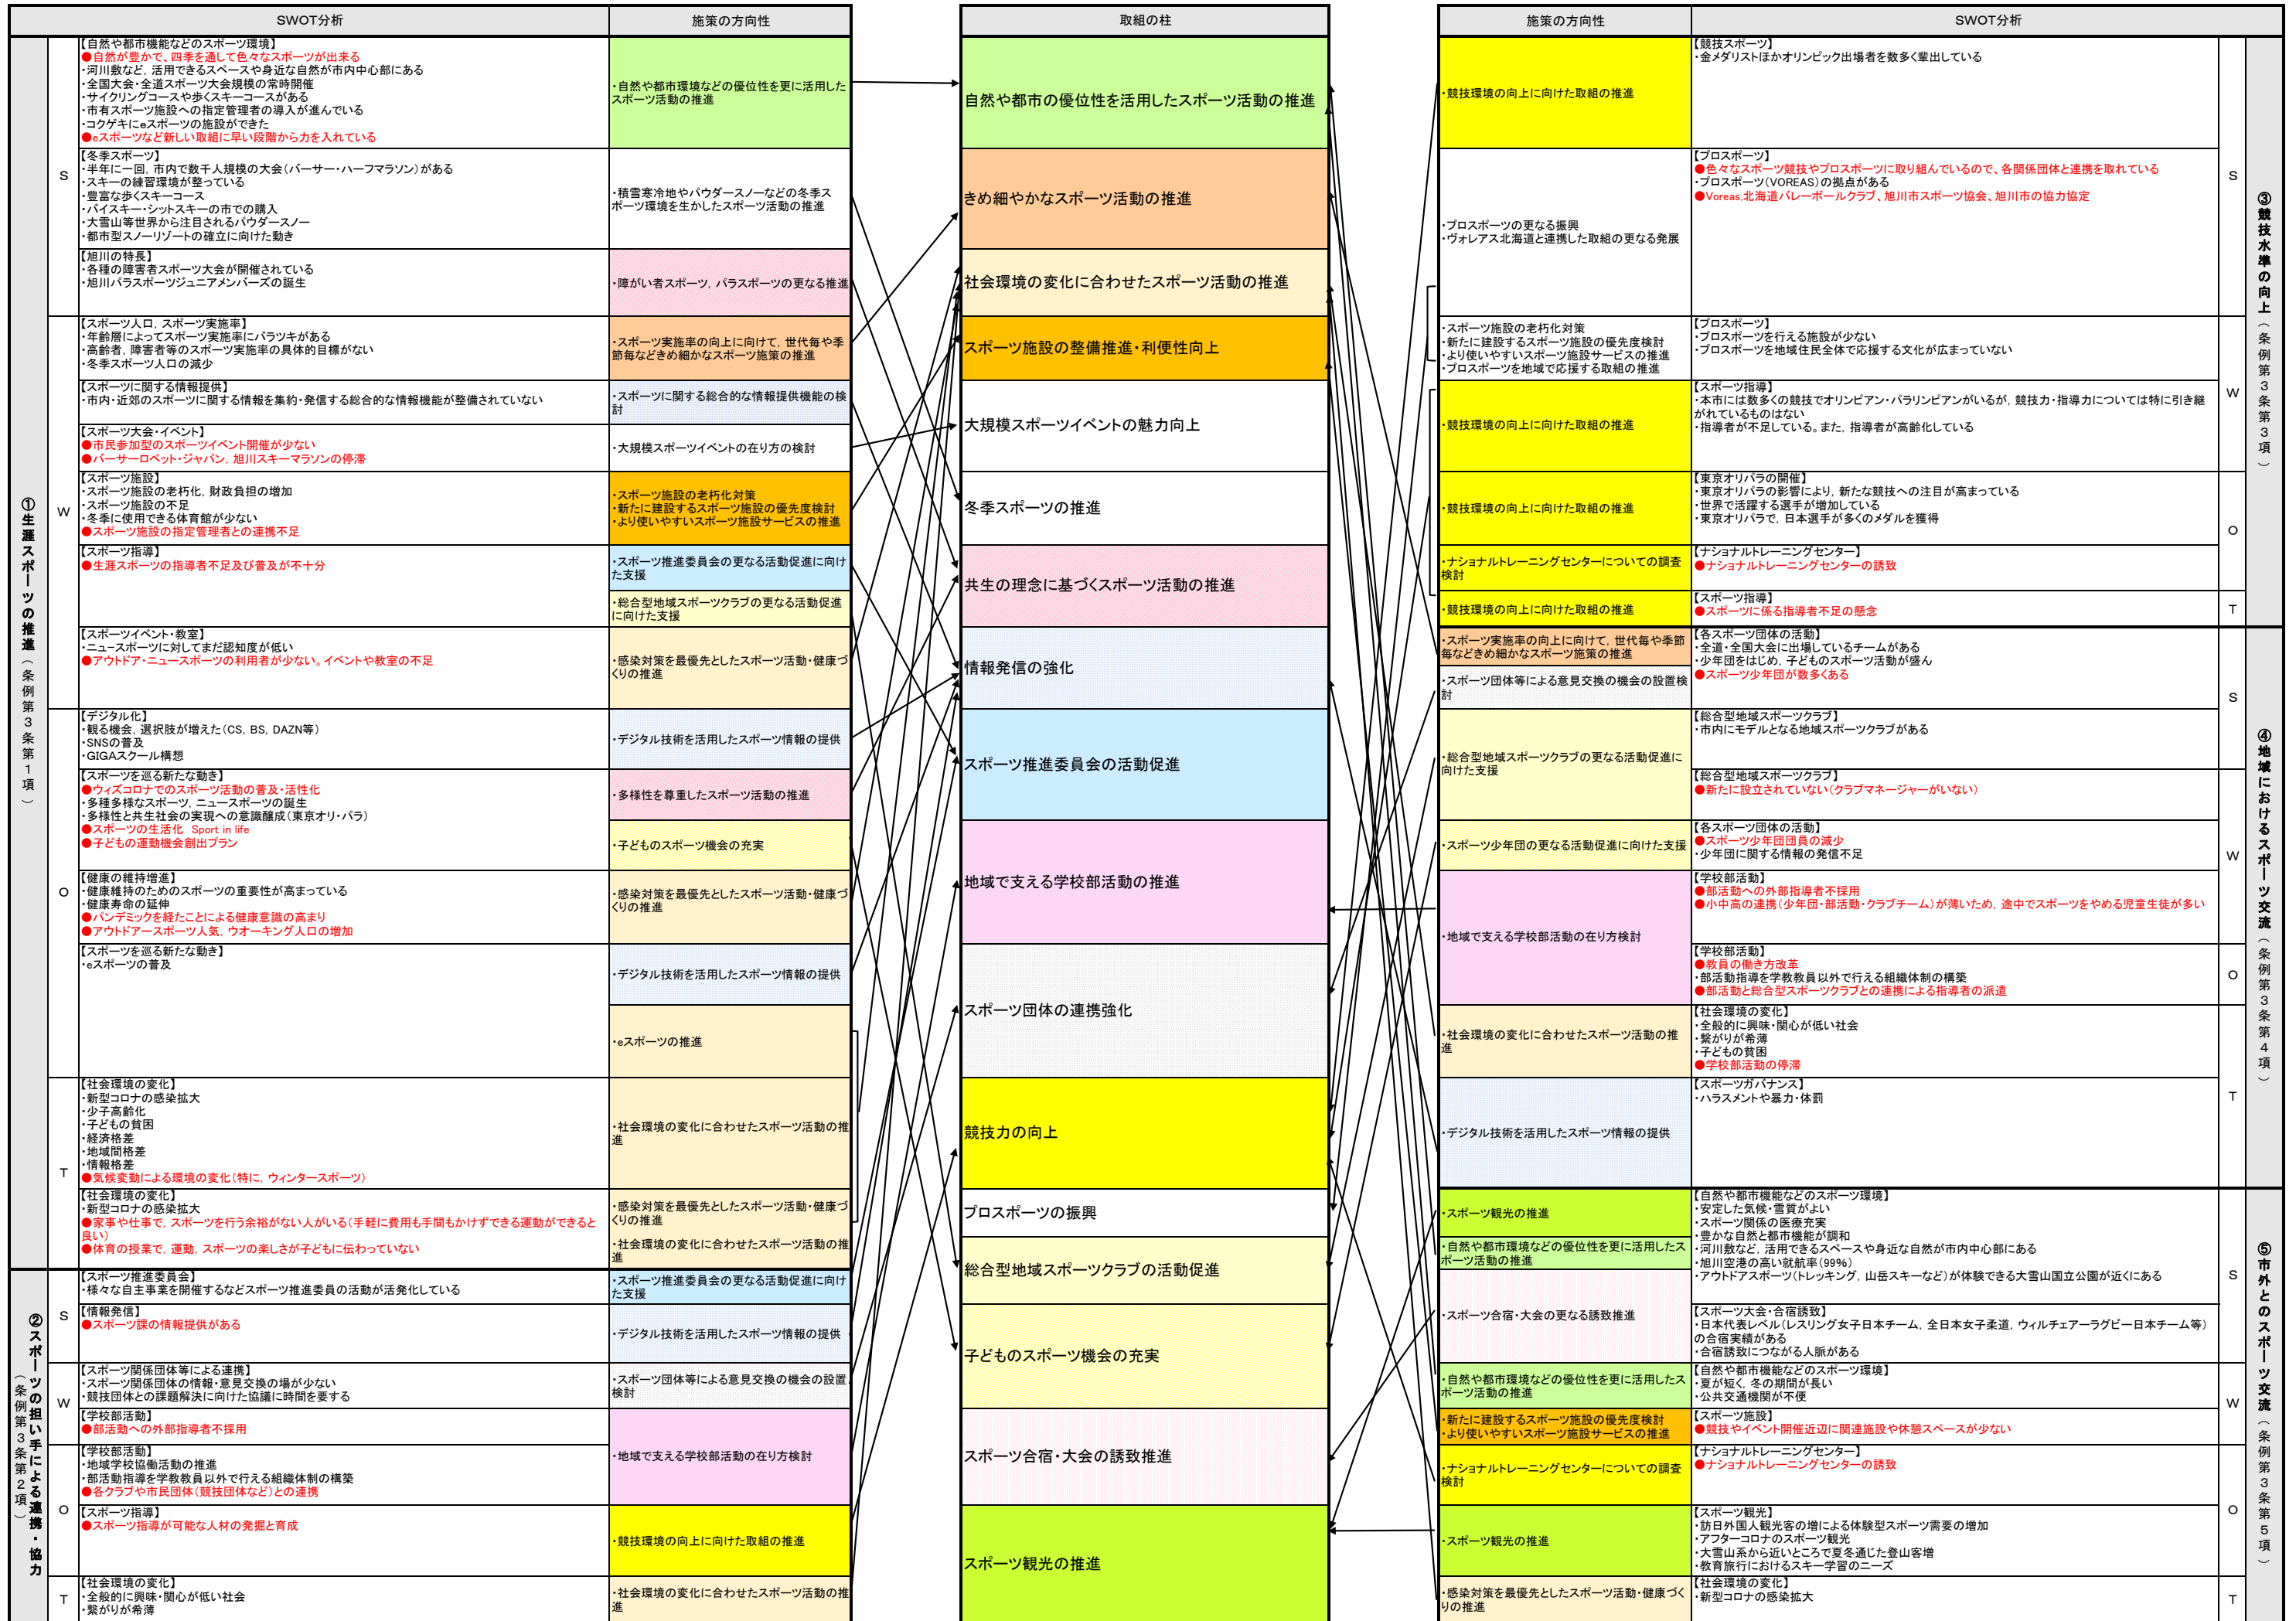 SWOT分析
施策の方向性
取組の柱
施策の方向性
SWOT分析
①生涯スポーツの推進（条例第3条第1項）
S
【自然や都市機能などのスポーツ環境】
●自然が豊かで、四季を通して色々なスポーツが出来る
・河川敷など，活用できるスペースや身近な自然が市内中心部にある
・全国大会・全道スポーツ大会規模の常時開催
・サイクリングコースや歩くスキーコースがある
・市有スポーツ施設への指定管理者の導入が進んでいる
・コクゲキにeスポーツの施設ができた
●eスポーツなど新しい取組に早い段階から力を入れている
・自然や都市環境などの優位性を更に活用した
スポーツ活動の推進
【冬季スポーツ】
・半年に一回，市内で数千人規模の大会（バーサー・ハーフマラソン）がある
・スキーの練習環境が整っている
・豊富な歩くスキーコース
・バイスキー・シットスキーの市での購入
・大雪山等世界から注目されるパウダースノー
・都市型スノーリゾートの確立に向けた動き
・積雪寒冷地やパウダースノーなどの冬季ス
ポーツ環境を生かしたスポーツ活動の推進
【旭川の特長】
・各種の障害者スポーツ大会が開催されている
・旭川パラスポーツジュニアメンバーズの誕生
・障がい者スポーツ，パラスポーツの更なる推進
W
【スポーツ人口，スポーツ実施率】
・年齢層によってスポーツ実施率にバラツキがある
・高齢者，障害者等のスポーツ実施率の具体的目標がない
・冬季スポーツ人口の減少
・スポーツ実施率の向上に向けて，世代毎や季
節毎などきめ細かなスポーツ施策の推進
【スポーツに関する情報提供】
・市内・近郊のスポーツに関する情報を集約・発信する総合的な情報機能が整備されていない
・スポーツに関する総合的な情報提供機能の検
討
【スポーツ大会・イベント】
●市民参加型のスポーツイベント開催が少ない
●バーサーロペット・ジャパン，旭川スキーマラソンの停滞
・大規模スポーツイベントの在り方の検討
【スポーツ施設】
・スポーツ施設の老朽化，財政負担の増加
・スポーツ施設の不足
・冬季に使用できる体育館が少ない
●スポーツ施設の指定管理者との連携不足
・スポーツ施設の老朽化対策
・新たに建設するスポーツ施設の優先度検討
・より使いやすいスポーツ施設サービスの推進
【スポーツ指導】
●生涯スポーツの指導者不足及び普及が不十分
・スポーツ推進委員会の更なる活動促進に向け
た支援
・総合型地域スポーツクラブの更なる活動促進
に向けた支援
【スポーツイベント・教室】
・ニュースポーツに対してまだ認知度が低い
●アウトドア・ニュースポーツの利用者が少ない。イベントや教室の不足
・感染対策を最優先としたスポーツ活動・健康づ
くりの推進
O
【デジタル化】
・観る機会，選択肢が増えた（CS，BS，DAZN等）
・SNSの普及
・GIGAスクール構想
・デジタル技術を活用したスポーツ情報の提供
【スポーツを巡る新たな動き】
●ウィズコロナでのスポーツ活動の普及・活性化
・多種多様なスポーツ，ニュースポーツの誕生
・多様性と共生社会の実現への意識醸成（東京オリ・パラ）
●スポーツの生活化　Sport in life
●子どもの運動機会創出プラン
・多様性を尊重したスポーツ活動の推進
・子どものスポーツ機会の充実
【健康の維持増進】
・健康維持のためのスポーツの重要性が高まっている
・健康寿命の延伸
●パンデミックを経たことによる健康意識の高まり
●アウトドアースポーツ人気，ウオーキング人口の増加
・感染対策を最優先としたスポーツ活動・健康づ
くりの推進
【スポーツを巡る新たな動き】
・eスポーツの普及
・デジタル技術を活用したスポーツ情報の提供
・eスポーツの推進
T
【社会環境の変化】
・新型コロナの感染拡大
・少子高齢化
・子どもの貧困
・経済格差
・地域間格差
・情報格差
●気候変動による環境の変化（特に，ウィンタースポーツ）
・社会環境の変化に合わせたスポーツ活動の推
進
【社会環境の変化】
・新型コロナの感染拡大
●家事や仕事で，スポーツを行う余裕がない人がいる（手軽に費用も手間もかけずできる運動ができると
良い）
●体育の授業で，運動，スポーツの楽しさが子どもに伝わっていない
・感染対策を最優先としたスポーツ活動・健康づ
くりの推進
・社会環境の変化に合わせたスポーツ活動の推
進
②スポーツの担い手による連携・協力
（条例第3条第2項）
S
【スポーツ推進委員会】
・様々な自主事業を開催するなどスポーツ推進委員の活動が活発化している
・スポーツ推進委員会の更なる活動促進に向け
た支援
【情報発信】
●スポーツ課の情報提供がある
・デジタル技術を活用したスポーツ情報の提供
W
【スポーツ関係団体等による連携】
・スポーツ関係団体の情報・意見交換の場が少ない
・競技団体との課題解決に向けた協議に時間を要する
・スポーツ団体等による意見交換の機会の設置
検討
【学校部活動】
●部活動への外部指導者不採用
・地域で支える学校部活動の在り方検討
O
【学校部活動】
・地域学校協働活動の推進
・部活動指導を学教教員以外で行える組織体制の構築
●各クラブや市民団体（競技団体など）との連携
【スポーツ指導】
●スポーツ指導が可能な人材の発掘と育成
・競技環境の向上に向けた取組の推進
T
【社会環境の変化】
・全般的に興味・関心が低い社会
・繋がりが希薄
・社会環境の変化に合わせたスポーツ活動の推
進
自然や都市の優位性を活用したスポーツ活動の推進
きめ細やかなスポーツ活動の推進
社会環境の変化に合わせたスポーツ活動の推進
スポーツ施設の整備推進・利便性向上
大規模スポーツイベントの魅力向上
冬季スポーツの推進
共生の理念に基づくスポーツ活動の推進
情報発信の強化
スポーツ推進委員会の活動促進
地域で支える学校部活動の推進
スポーツ団体の連携強化
競技力の向上
プロスポーツの振興
総合型地域スポーツクラブの活動促進
子どものスポーツ機会の充実
スポーツ合宿・大会の誘致推進
スポーツ観光の推進
・競技環境の向上に向けた取組の推進
【競技スポーツ】
・金メダリストほかオリンピック出場者を数多く輩出している
S
③競技水準の向上（条例第3条第3項）
・プロスポーツの更なる振興
・ヴォレアス北海道と連携した取組の更なる発展
【プロスポーツ】
●色々なスポーツ競技やプロスポーツに取り組んでいるので、各関係団体と連携を取れている
・プロスポーツ（VOREAS）の拠点がある
●Voreas,北海道バレーボールクラブ、旭川市スポーツ協会、旭川市の協力協定
・スポーツ施設の老朽化対策
・新たに建設するスポーツ施設の優先度検討
・より使いやすいスポーツ施設サービスの推進
・プロスポーツを地域で応援する取組の推進
【プロスポーツ】
・プロスポーツを行える施設が少ない
・プロスポーツを地域住民全体で応援する文化が広まっていない
W
・競技環境の向上に向けた取組の推進
【スポーツ指導】
・本市には数多くの競技でオリンピアン・パラリンピアンがいるが，競技力・指導力については特に引き継
がれているものはない
・指導者が不足している。また，指導者が高齢化している
・競技環境の向上に向けた取組の推進
【東京オリパラの開催】
・東京オリパラの影響により，新たな競技への注目が高まっている
・世界で活躍する選手が増加している
・東京オリパラで，日本選手が多くのメダルを獲得
O
・ナショナルトレーニングセンターについての調査
検討
【ナショナルトレーニングセンター】
●ナショナルトレーニングセンターの誘致
・競技環境の向上に向けた取組の推進
【スポーツ指導】
●スポーツに係る指導者不足の懸念
T
・スポーツ実施率の向上に向けて，世代毎や季節
毎などきめ細かなスポーツ施策の推進
・スポーツ団体等による意見交換の機会の設置検
討
【各スポーツ団体の活動】
・全道・全国大会に出場しているチームがある
・少年団をはじめ，子どものスポーツ活動が盛ん
●スポーツ少年団が数多くある
S
④地域におけるスポーツ交流（条例第3条第4項）
・総合型地域スポーツクラブの更なる活動促進に
向けた支援
【総合型地域スポーツクラブ】
・市内にモデルとなる地域スポーツクラブがある
【総合型地域スポーツクラブ】
●新たに設立されていない（クラブマネージャーがいない）
W
・スポーツ少年団の更なる活動促進に向けた支援
【各スポーツ団体の活動】
●スポーツ少年団団員の減少
・少年団に関する情報の発信不足
・地域で支える学校部活動の在り方検討
【学校部活動】
●部活動への外部指導者不採用
●小中高の連携（少年団・部活動・クラブチーム）が薄いため，途中でスポーツをやめる児童生徒が多い
【学校部活動】
●教員の働き方改革
・部活動指導を学教教員以外で行える組織体制の構築
●部活動と総合型スポーツクラブとの連携による指導者の派遣
O
・社会環境の変化に合わせたスポーツ活動の推
進
【社会環境の変化】
・全般的に興味・関心が低い社会
・繋がりが希薄
・子どもの貧困
●学校部活動の停滞
T
・デジタル技術を活用したスポーツ情報の提供
【スポーツガバナンス】
・ハラスメントや暴力・体罰
・スポーツ観光の推進
・自然や都市環境などの優位性を更に活用したス
ポーツ活動の推進
【自然や都市機能などのスポーツ環境】
・安定した気候・雪質がよい
・スポーツ関係の医療充実
・豊かな自然と都市機能が調和
・河川敷など，活用できるスペースや身近な自然が市内中心部にある
・旭川空港の高い就航率（99%）
・アウトドアスポーツ（トレッキング，山岳スキーなど）が体験できる大雪山国立公園が近くにある
S
⑤市外とのスポーツ交流（条例第3条第5項）
・スポーツ合宿・大会の更なる誘致推進
【スポーツ大会・合宿誘致】
・日本代表レベル（レスリング女子日本チーム，全日本女子柔道，ウィルチェアーラグビー日本チーム等）
の合宿実績がある
・合宿誘致につながる人脈がある
・自然や都市環境などの優位性を更に活用したス
ポーツ活動の推進
【自然や都市機能などのスポーツ環境】
・夏が短く，冬の期間が長い
・公共交通機関が不便
W
・新たに建設するスポーツ施設の優先度検討
・より使いやすいスポーツ施設サービスの推進
【スポーツ施設】
●競技やイベント開催近辺に関連施設や休憩スペースが少ない
・ナショナルトレーニングセンターについての調査
検討
【ナショナルトレーニングセンター】
●ナショナルトレーニングセンターの誘致
O
・スポーツ観光の推進
【スポーツ観光】
・訪日外国人観光客の増による体験型スポーツ需要の増加
・アフターコロナのスポーツ観光
・大雪山系から近いところで夏冬通じた登山客増
・教育旅行におけるスキー学習のニーズ
・感染対策を最優先としたスポーツ活動・健康づく
りの推進
【社会環境の変化】
・新型コロナの感染拡大
T